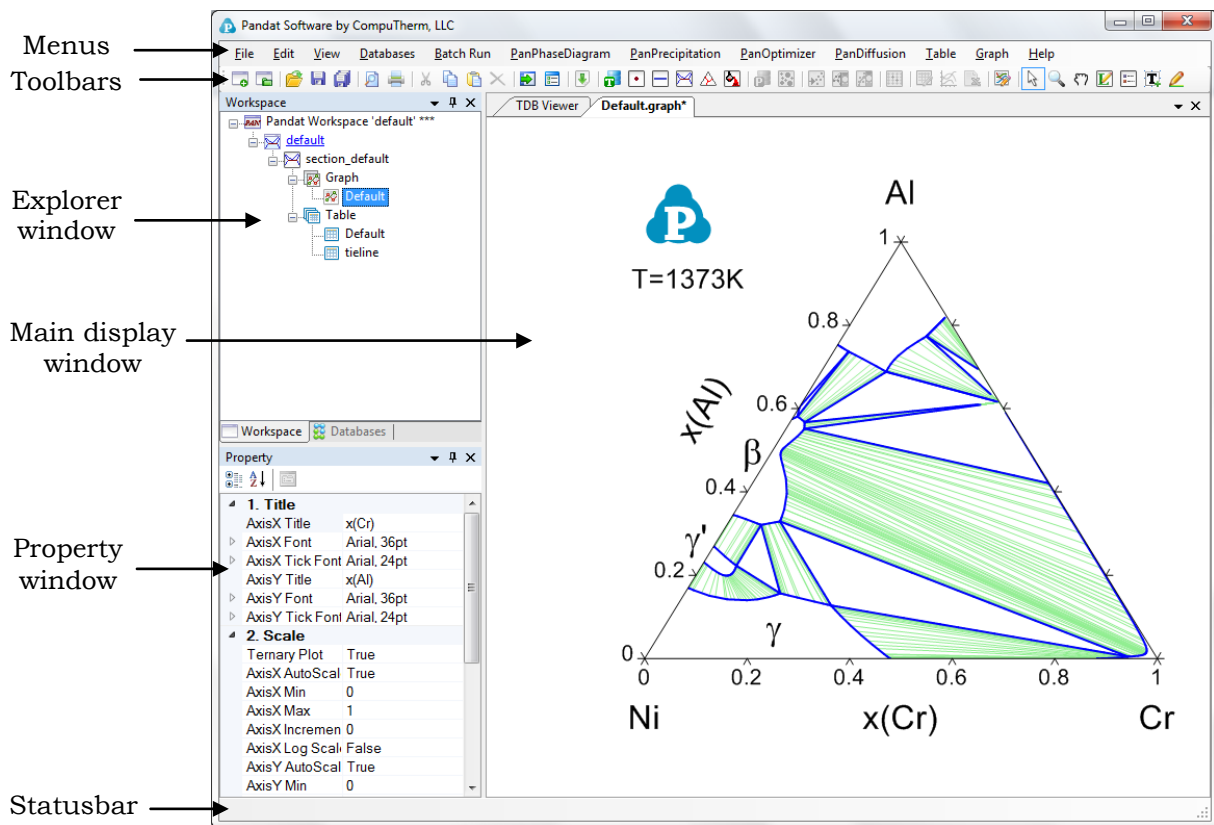 Pandat Software by CompuTherm, LLC
Menus
File Edit View Databases Batch Run PanPhaseDiagram PanPrecipitation PanOptimizer PanDiffusion Table Graph Help
Toolbars
Workspace
TDB Viewer Default.graph*
Pandat Workspace 'default' ***
default
section_default
Graph
Default
Table
Default
tieline
Explorer
window
Main display
window
Workspace Databases
Property
1. Title
AxisX Title x(Cr)
AxisX Font Arial, 36pt
AxisX Tick Font Arial, 24pt
AxisY Title x(Al)
AxisY Font Arial, 36pt
AxisY Tick Font Arial, 24pt
2. Scale
Ternary Plot True
AxisX AutoScal True
AxisX Min 0
AxisX Max 1
AxisX Incremen 0
AxisX Log Scal False
AxisY AutoScal True
AxisY Min 0
Property
window
Statusbar
P
T=1373K
Al
1
0.8
0.6
x(Al)
β
0.4
γ'
0.2
γ
0
0 0.2 0.4 0.6 0.8 1
Ni x(Cr) Cr